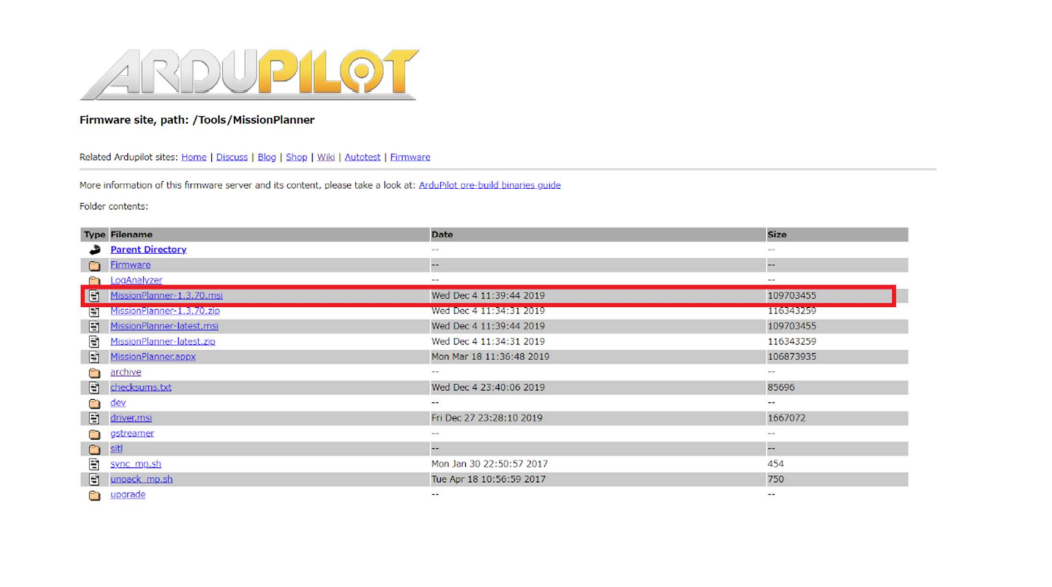 ARDUPILOT
Firmware site, path: /Tools/MissionPlanner
Related Ardupilot sites: Home | Discuss | Blog | Shop | Wiki | Autotest | Firmware
More information of this firmware server and its content, please take a look at: ArduPilot pre-build binaries guide
Folder contents:
Type Filename Date Size
Parent Directory -- --
Firmware -- --
LogAnalyzer -- --
MissionPlanner-1.3.70.msi Wed Dec 4 11:39:44 2019 109703455
MissionPlanner-1.3.70.zip Wed Dec 4 11:34:31 2019 116343259
MissionPlanner-latest.msi Wed Dec 4 11:39:44 2019 109703455
MissionPlanner-latest.zip Wed Dec 4 11:34:31 2019 116343259
MissionPlanner.appx Mon Mar 18 11:36:48 2019 106873935
archive -- --
checksums.txt Wed Dec 4 23:40:06 2019 85696
dev -- --
driver.msi Fri Dec 27 23:28:10 2019 1667072
gstreamer -- --
sitl -- --
sync_mp.sh Mon Jan 30 22:50:57 2017 454
unpack_mp.sh Tue Apr 18 10:56:59 2017 750
upgrade -- --